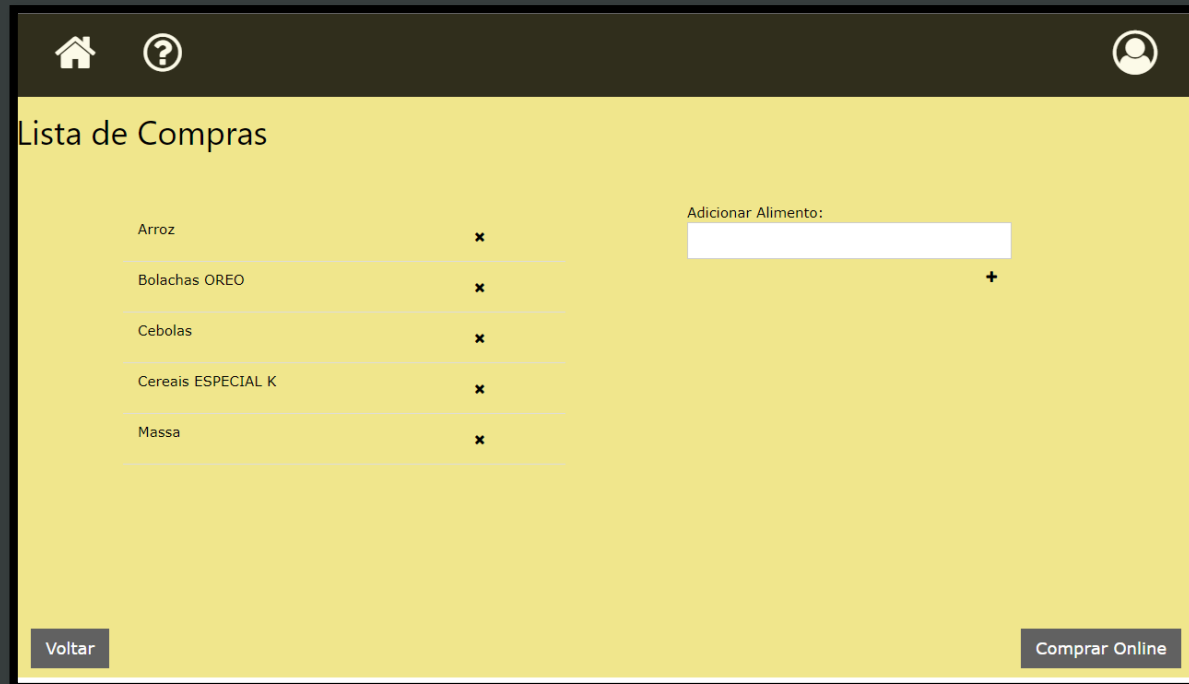 Lista de Compras
Arroz
Bolachas OREO
Cebolas
Cereais ESPECIAL K
Massa
Adicionar Alimento:
Voltar
Comprar Online